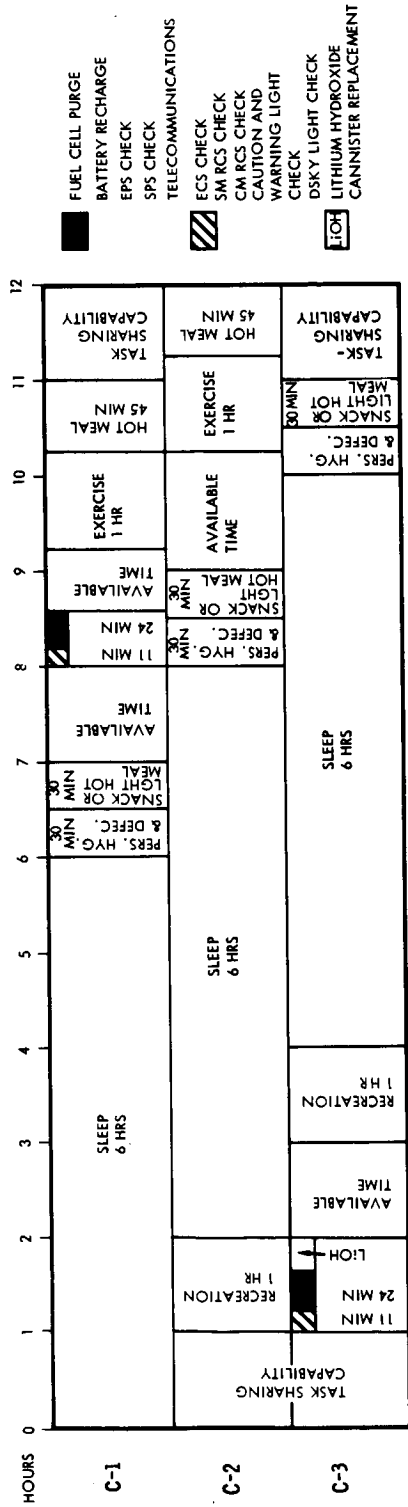 HOURS 0 1 2 3 4 5 6 7 8 9 10 11 12
C-1
SLEEP
6 HRS
30
MIN
PERS. HYG.
& DEFEC.
30
MIN
SNACK OR
LGHT HOT
MEAL
AVAILABLE
TIME
11 MIN
24 MIN
AVAILABLE
TIME
EXERCISE
1 HR
HOT MEAL
45 MIN
TASK
SHARING
CAPABILITY
C-2
TASK SHARING
CAPABILITY
RECREATION
1 HR
SLEEP
6 HRS
30
MIN
PERS. HYG.
& DEFEC.
30
MIN
SNACK OR
LIGHT
HOT MEAL
AVAILABLE
TIME
EXERCISE
1 HR
HOT MEAL
45 MIN
C-3
11 MIN
24 MIN
LiOH
AVAILABLE
TIME
RECREATION
1 HR
SLEEP
6 HRS
PERS. HYG.
& DEFEC.
30 MIN
SNACK OR
LIGHT HOT
MEAL
TASK-
SHARING
CAPABILITY
FUEL CELL PURGE
BATTERY RECHARGE
EPS CHECK
SPS CHECK
TELECOMMUNICATIONS
ECS CHECK
SM RCS CHECK
CM RCS CHECK
CAUTION AND
WARNING LIGHT
CHECK
DSKY LIGHT CHECK
LiOH LITHIUM HYDROXIDE
CANNISTER REPLACEMENT